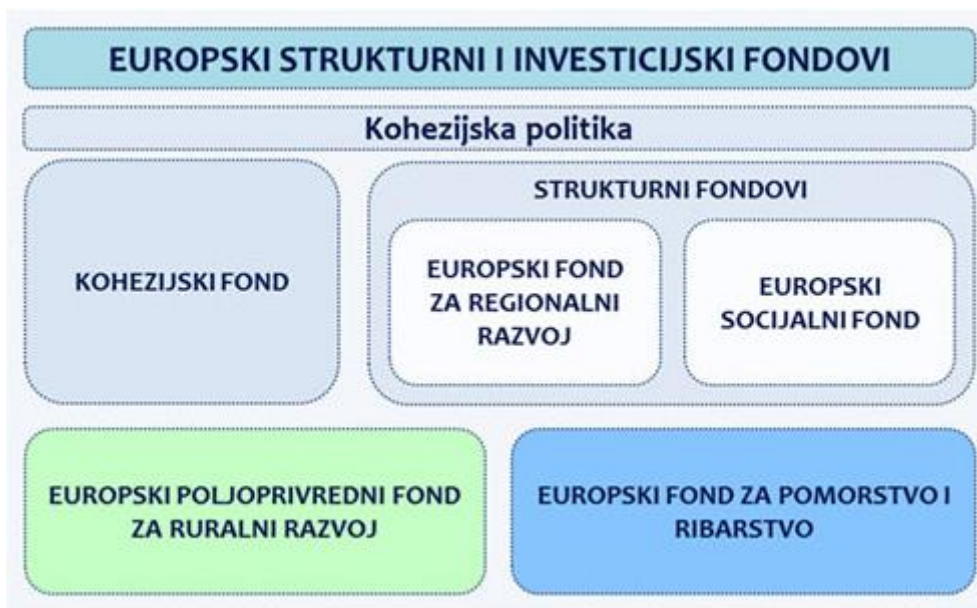 EUROPSKI STRUKTURNI I INVESTICIJSKI FONDOVI
Kohezijska politika
KOHEZIJSKI FOND
STRUKTURNI FONDOVI
EUROPSKI FOND
ZA REGIONALNI
RAZVOJ
EUROPSKI
SOCIJALNI FOND
EUROPSKI POLJOPRIVREDNI FOND
ZA RURALNI RAZVOJ
EUROPSKI FOND ZA POMORSTVO I
RIBARSTVO